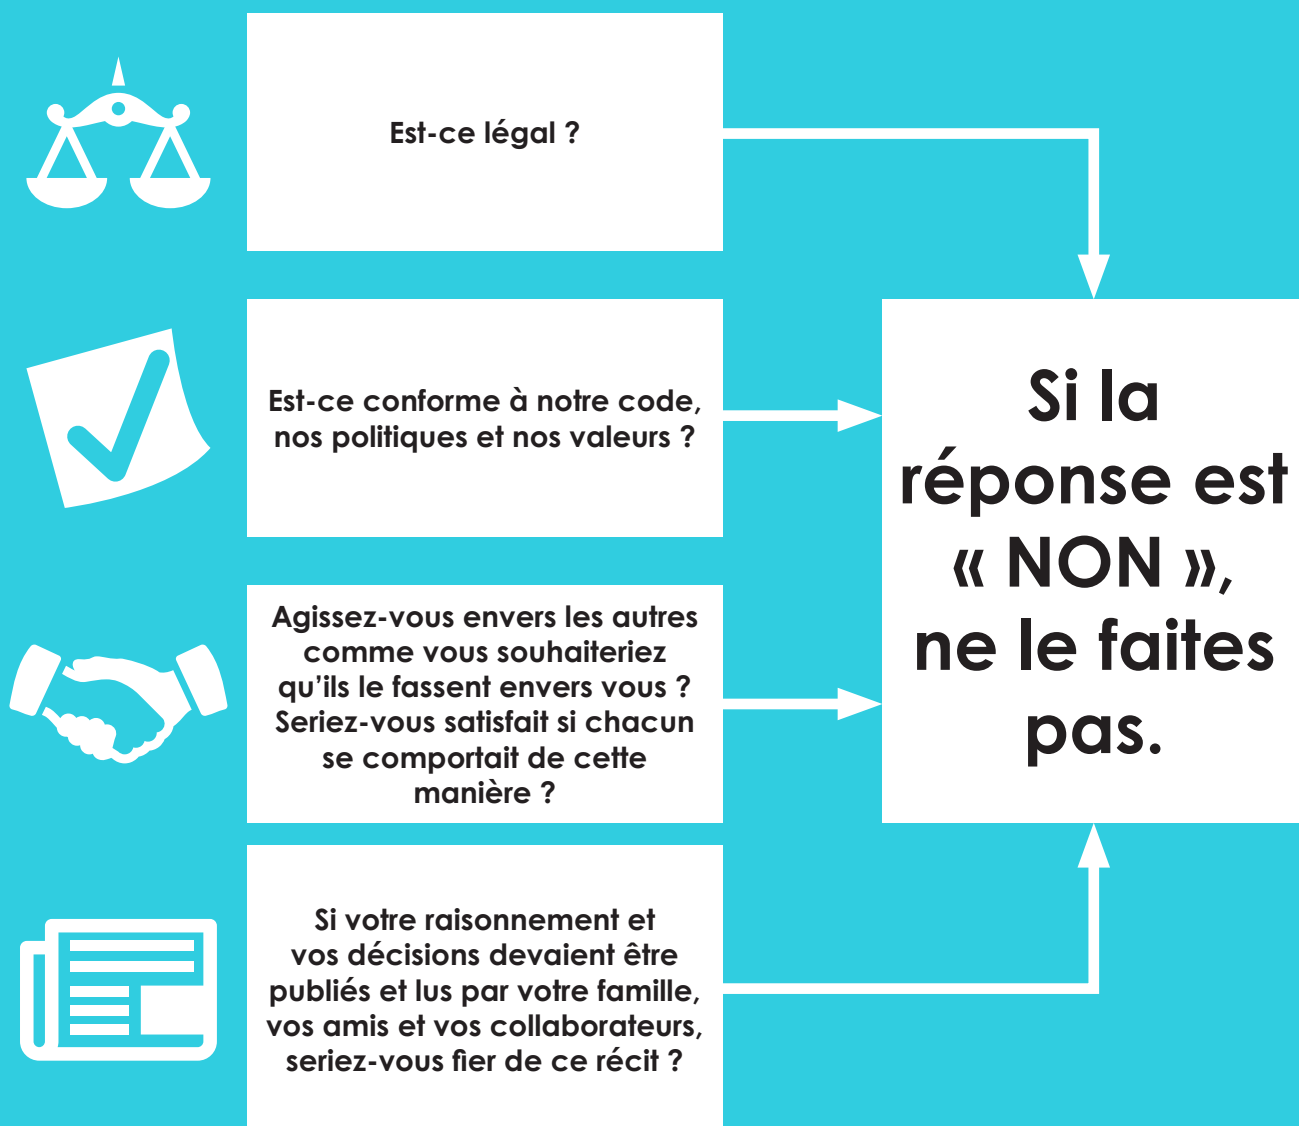 Est-ce légal ?
Est-ce conforme à notre code,
nos politiques et nos valeurs ?
Agissez-vous envers les autres
comme vous souhaiteriez
qu’ils le fassent envers vous ?
Seriez-vous satisfait si chacun
se comportait de cette
manière ?
Si votre raisonnement et
vos décisions devaient être
publiés et lus par votre famille,
vos amis et vos collaborateurs,
seriez-vous fier de ce récit ?
Si la
réponse est
« NON »,
ne le faites
pas.